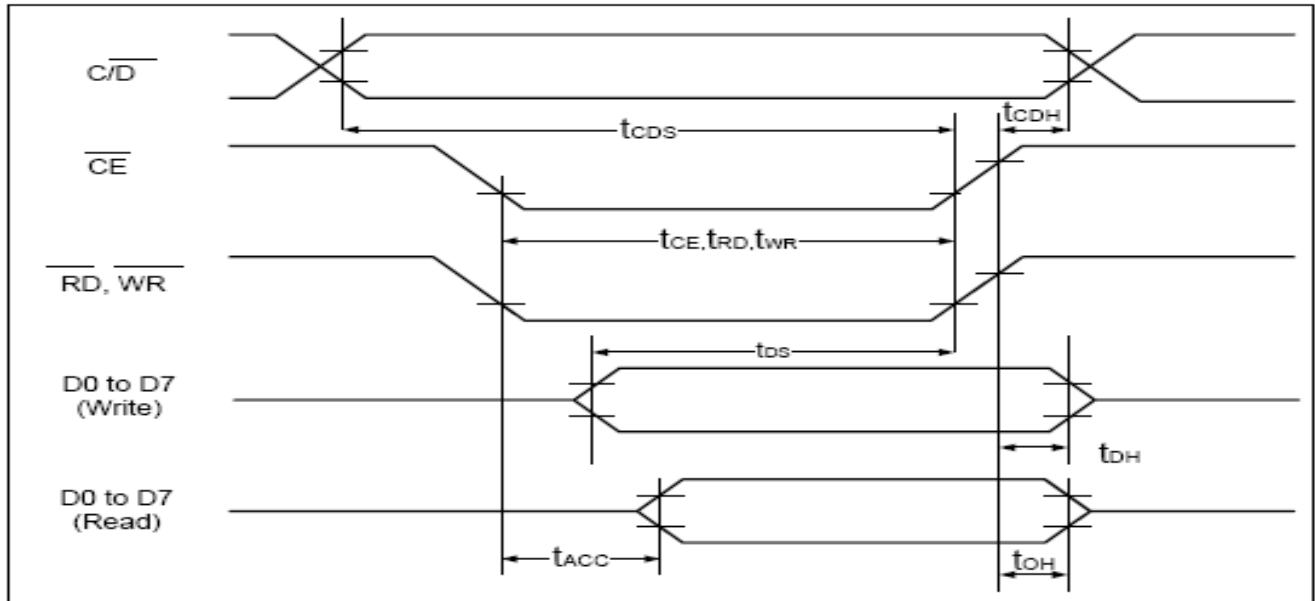 C/D
tCDH
tCDS
CE
tCE,tRD,tWR
RD, WR
tDS
D0 to D7
(Write)
tDH
D0 to D7
(Read)
tACC
tOH